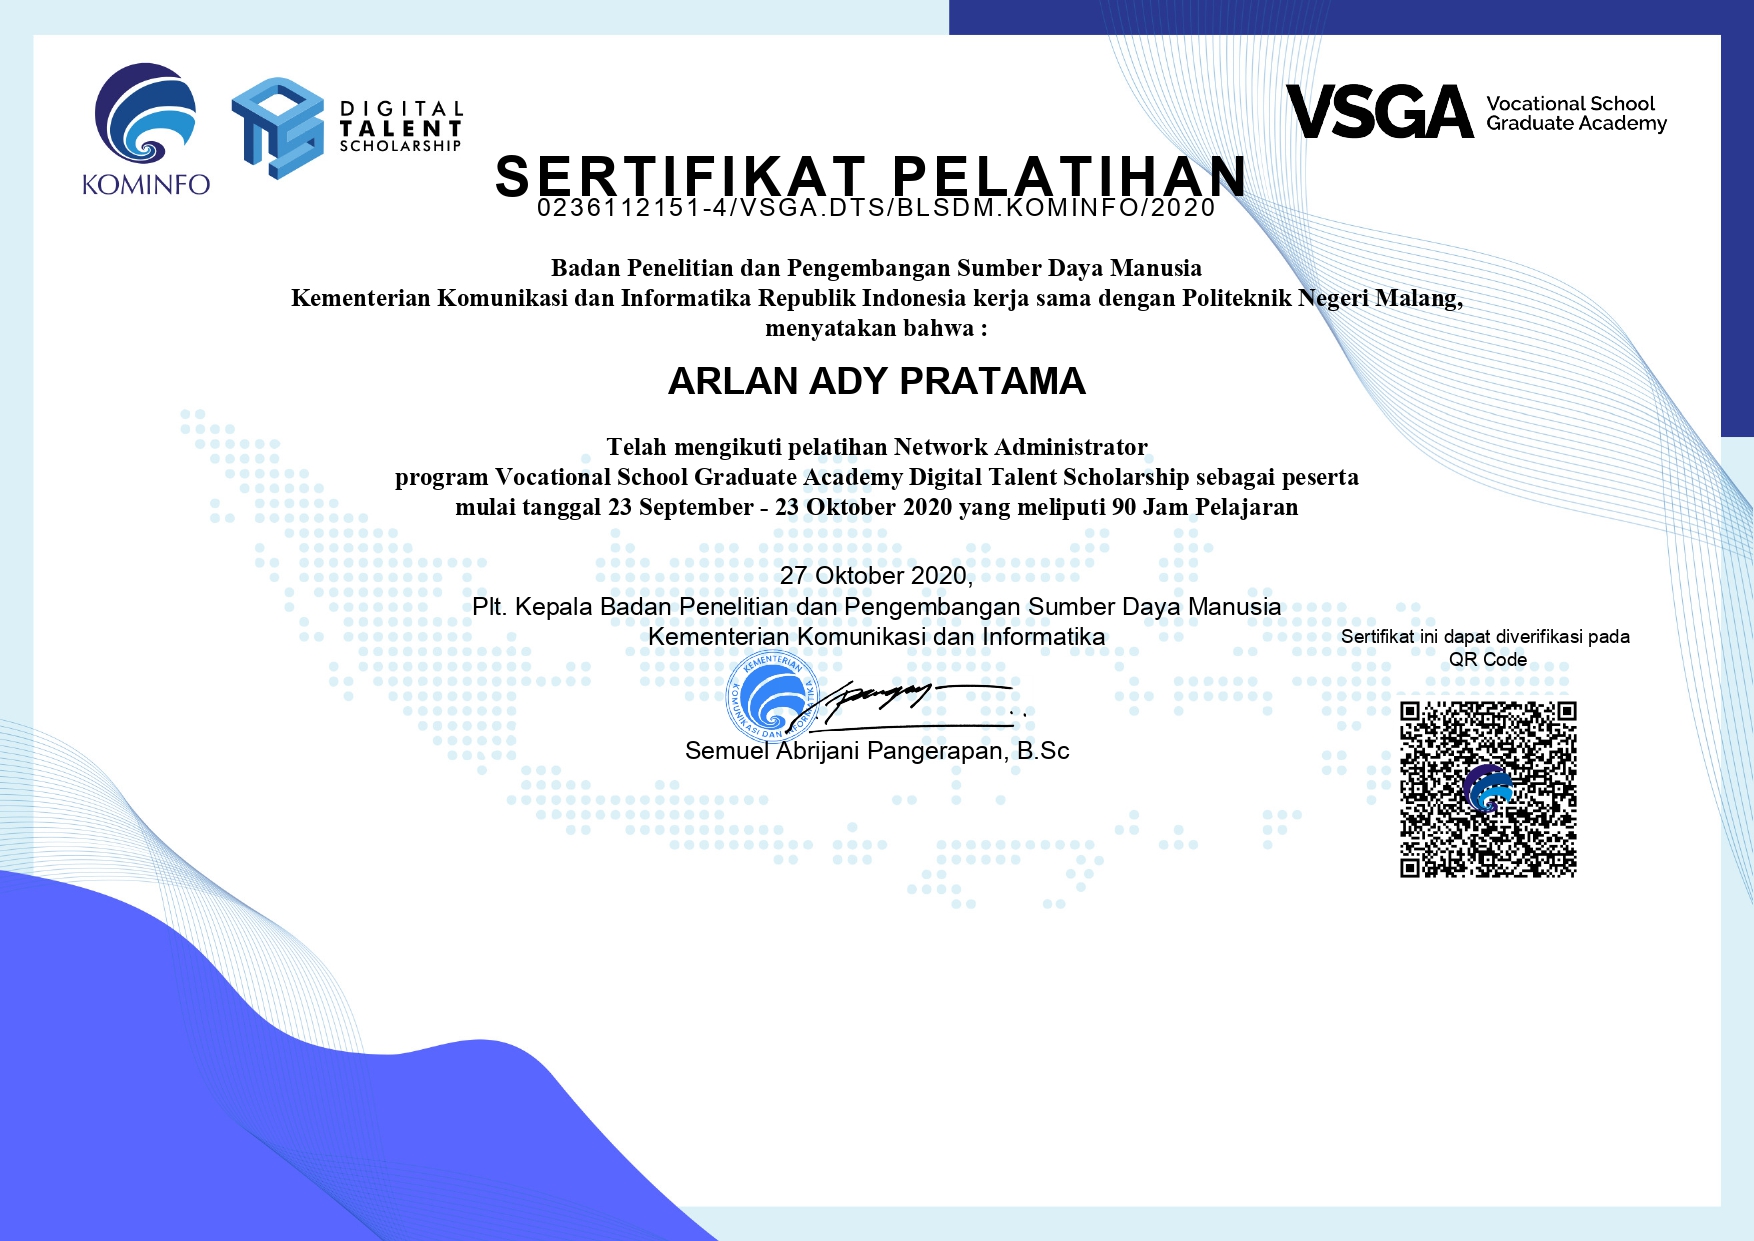 KOMINFO
DIGITAL
TALENT
SCHOLARSHIP
VSGA
Vocational School
Graduate Academy
SERTIFIKAT PELATIHAN
0236112151-4/VSGA.DTS/BLSDM.KOMINFO/2020
Badan Penelitian dan Pengembangan Sumber Daya Manusia
Kementerian Komunikasi dan Informatika Republik Indonesia kerja sama dengan Politeknik Negeri Malang,
menyatakan bahwa :
ARLAN ADY PRATAMA
Telah mengikuti pelatihan Network Administrator
program Vocational School Graduate Academy Digital Talent Scholarship sebagai peserta
mulai tanggal 23 September - 23 Oktober 2020 yang meliputi 90 Jam Pelajaran
27 Oktober 2020,
Plt. Kepala Badan Penelitian dan Pengembangan Sumber Daya Manusia
Kementerian Komunikasi dan Informatika
KEMENTERIAN
KOMUNIKASI DAN INFORMATIKA
Semuel Abrijani Pangerapan, B.Sc
Sertifikat ini dapat diverifikasi pada
QR Code